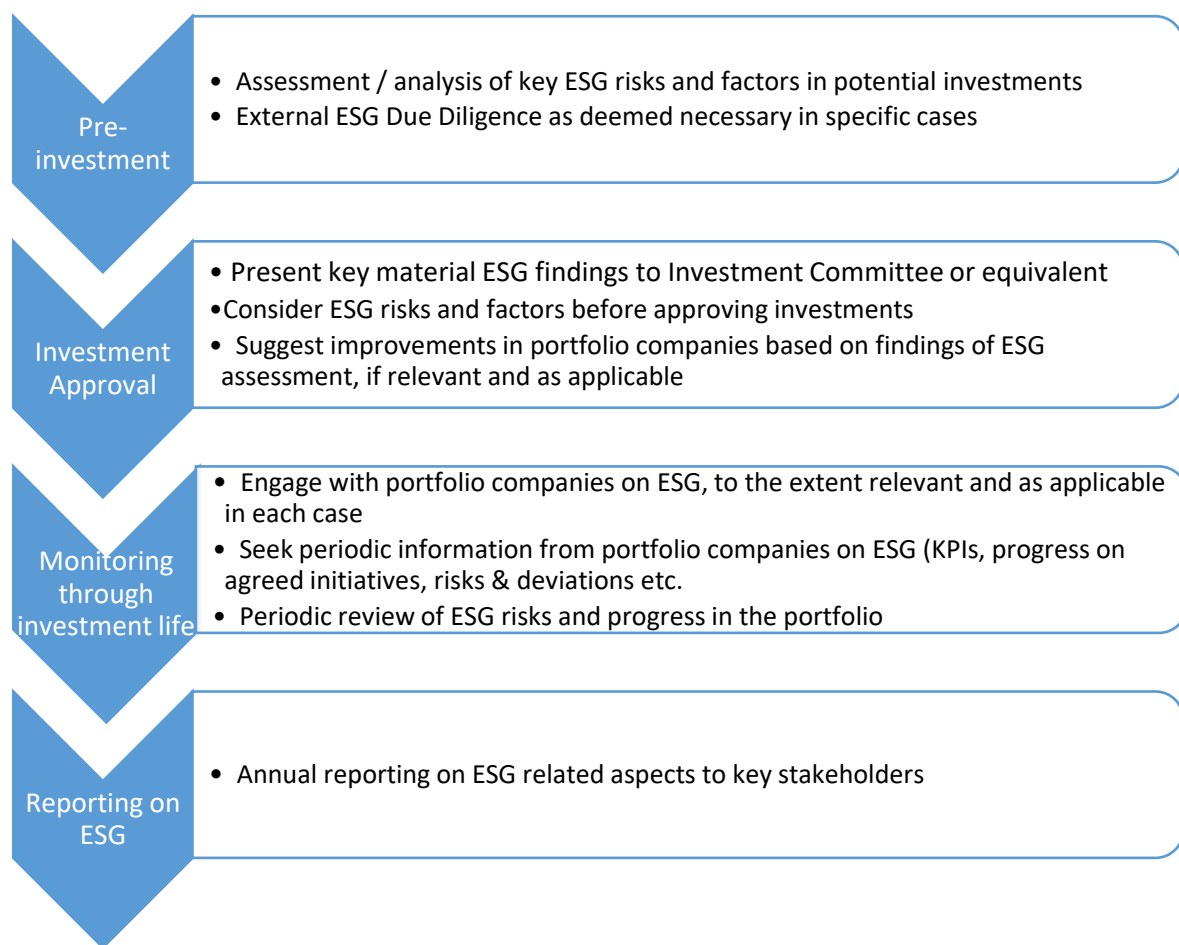 Pre-
investment
• Assessment / analysis of key ESG risks and factors in potential investments
• External ESG Due Diligence as deemed necessary in specific cases
Investment
Approval
• Present key material ESG findings to Investment Committee or equivalent
•Consider ESG risks and factors before approving investments
• Suggest improvements in portfolio companies based on findings of ESG
assessment, if relevant and as applicable
Monitoring
through
investment life
• Engage with portfolio companies on ESG, to the extent relevant and as applicable
in each case
• Seek periodic information from portfolio companies on ESG (KPIs, progress on
agreed initiatives, risks & deviations etc.
• Periodic review of ESG risks and progress in the portfolio
Reporting on
ESG
• Annual reporting on ESG related aspects to key stakeholders